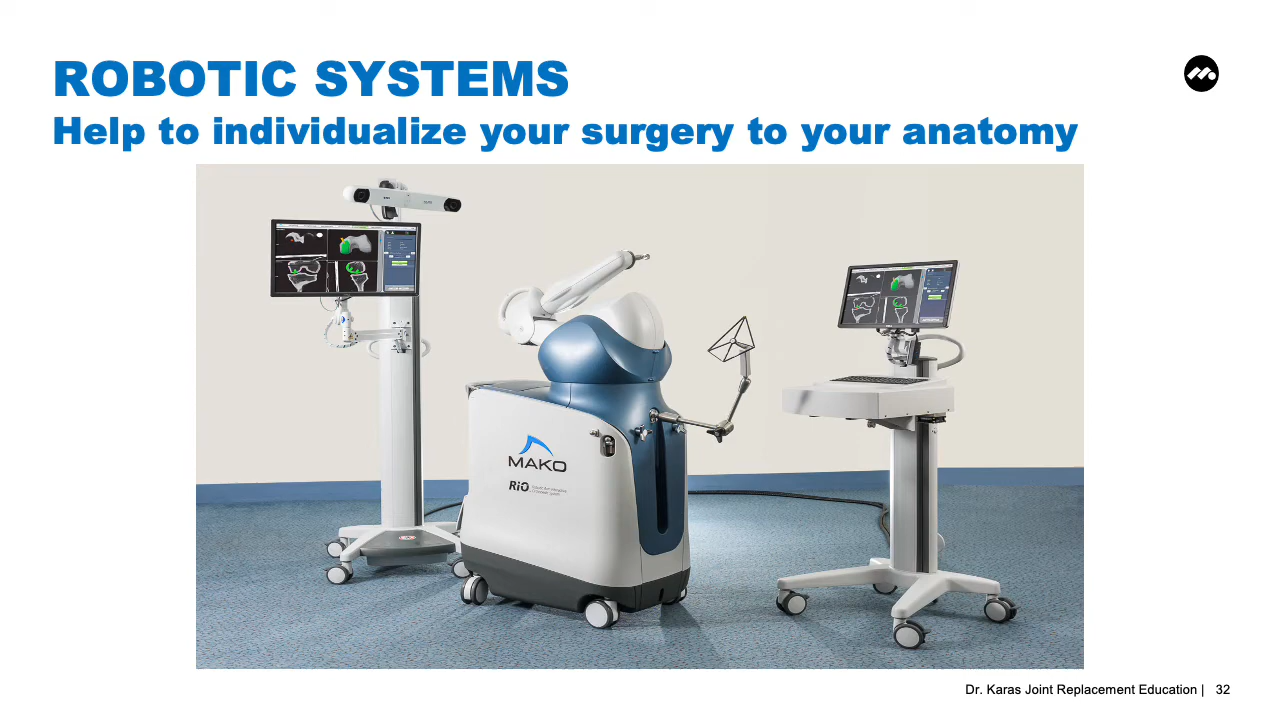 ROBOTIC SYSTEMS
Help to individualize your surgery to your anatomy
MAKO
RIO
Dr. Karas Joint Replacement Education | 32